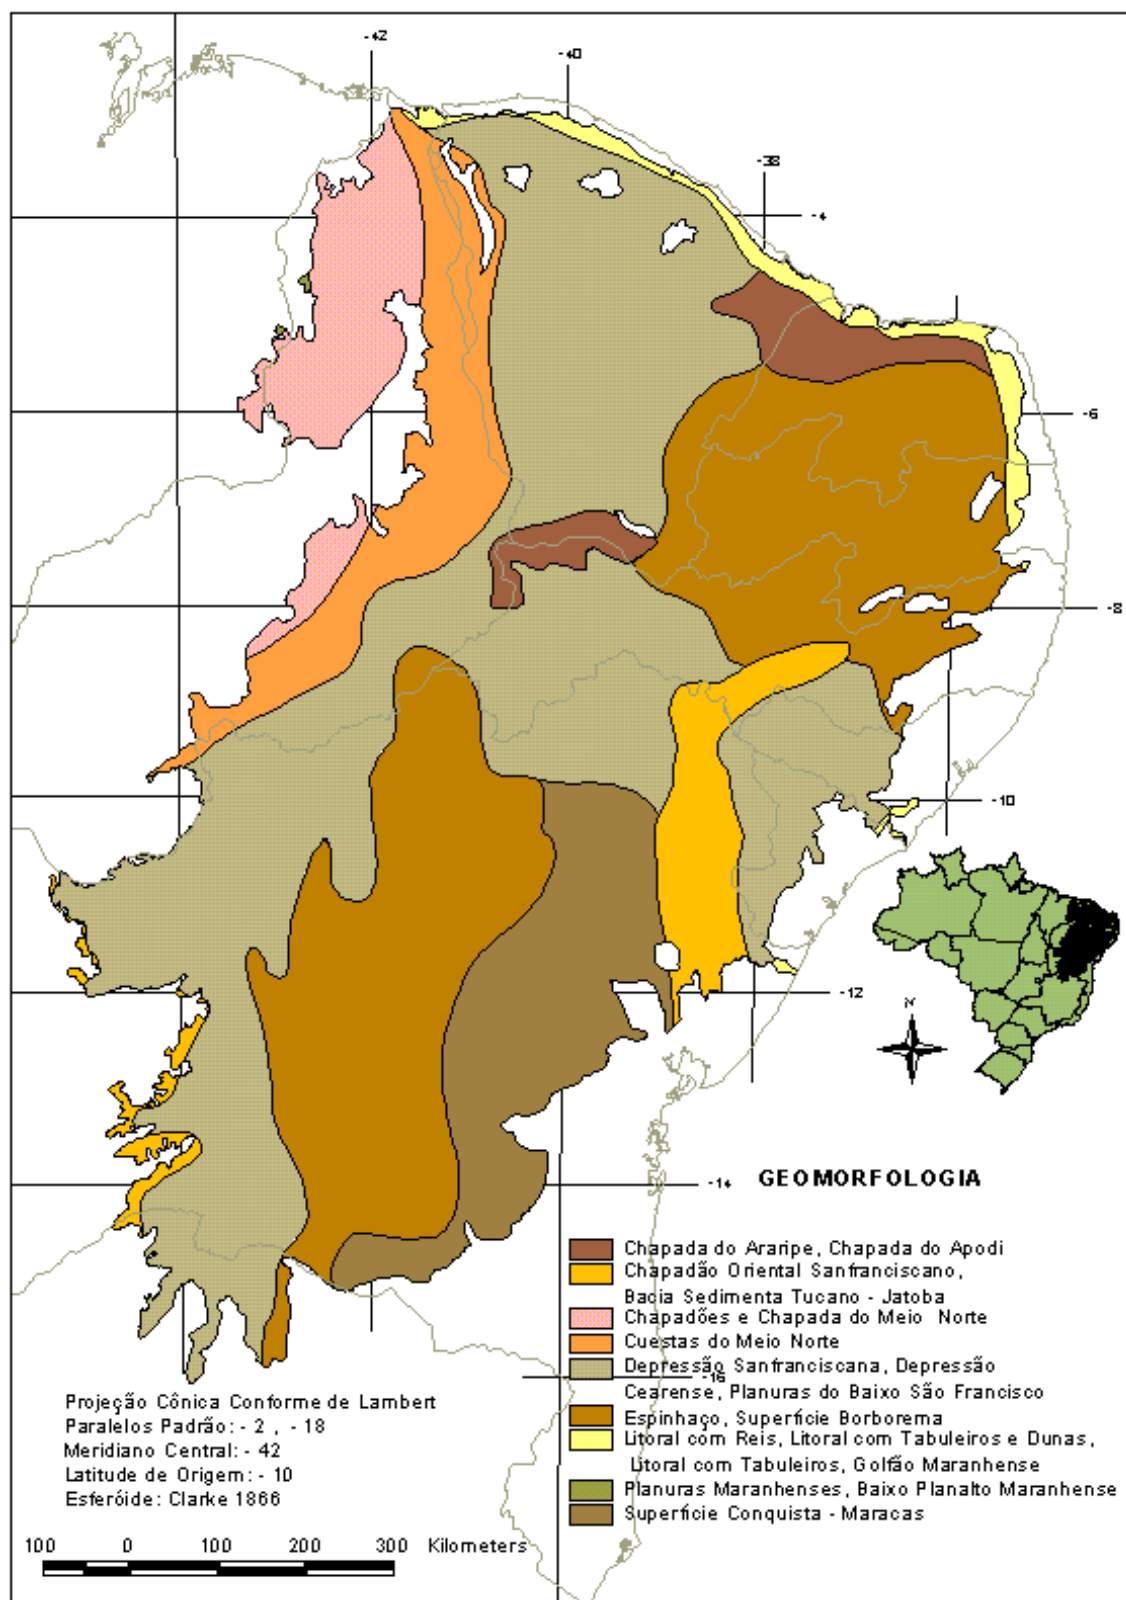 -42
-40
-38
-4
-6
-8
-10
-12
N
-14
GEOMORFOLOGIA
Chapada do Araripe, Chapada do Apodi
Chapadão Oriental Sanfranciscano,
Bacia Sedimenta Tucano - Jatoba
Chapadões e Chapada do Meio Norte
Cuestas do Meio Norte
Depressão Sanfranciscana, Depressão
-16
Cearense, Planuras do Baixo São Francisco
Espinhaço, Superfície Borborema
Litoral com Reis, Litoral com Tabuleiros e Dunas,
Litoral com Tabuleiros, Golfão Maranhense
Planuras Maranhenses, Baixo Planalto Maranhense
Superfície Conquista - Maracas
Projeção Cônica Conforme de Lambert
Paralelos Padrão: - 2 , - 18
Meridiano Central: - 42
Latitude de Origem: - 10
Esferóide: Clarke 1866
100 0 100 200 300 Kilometers